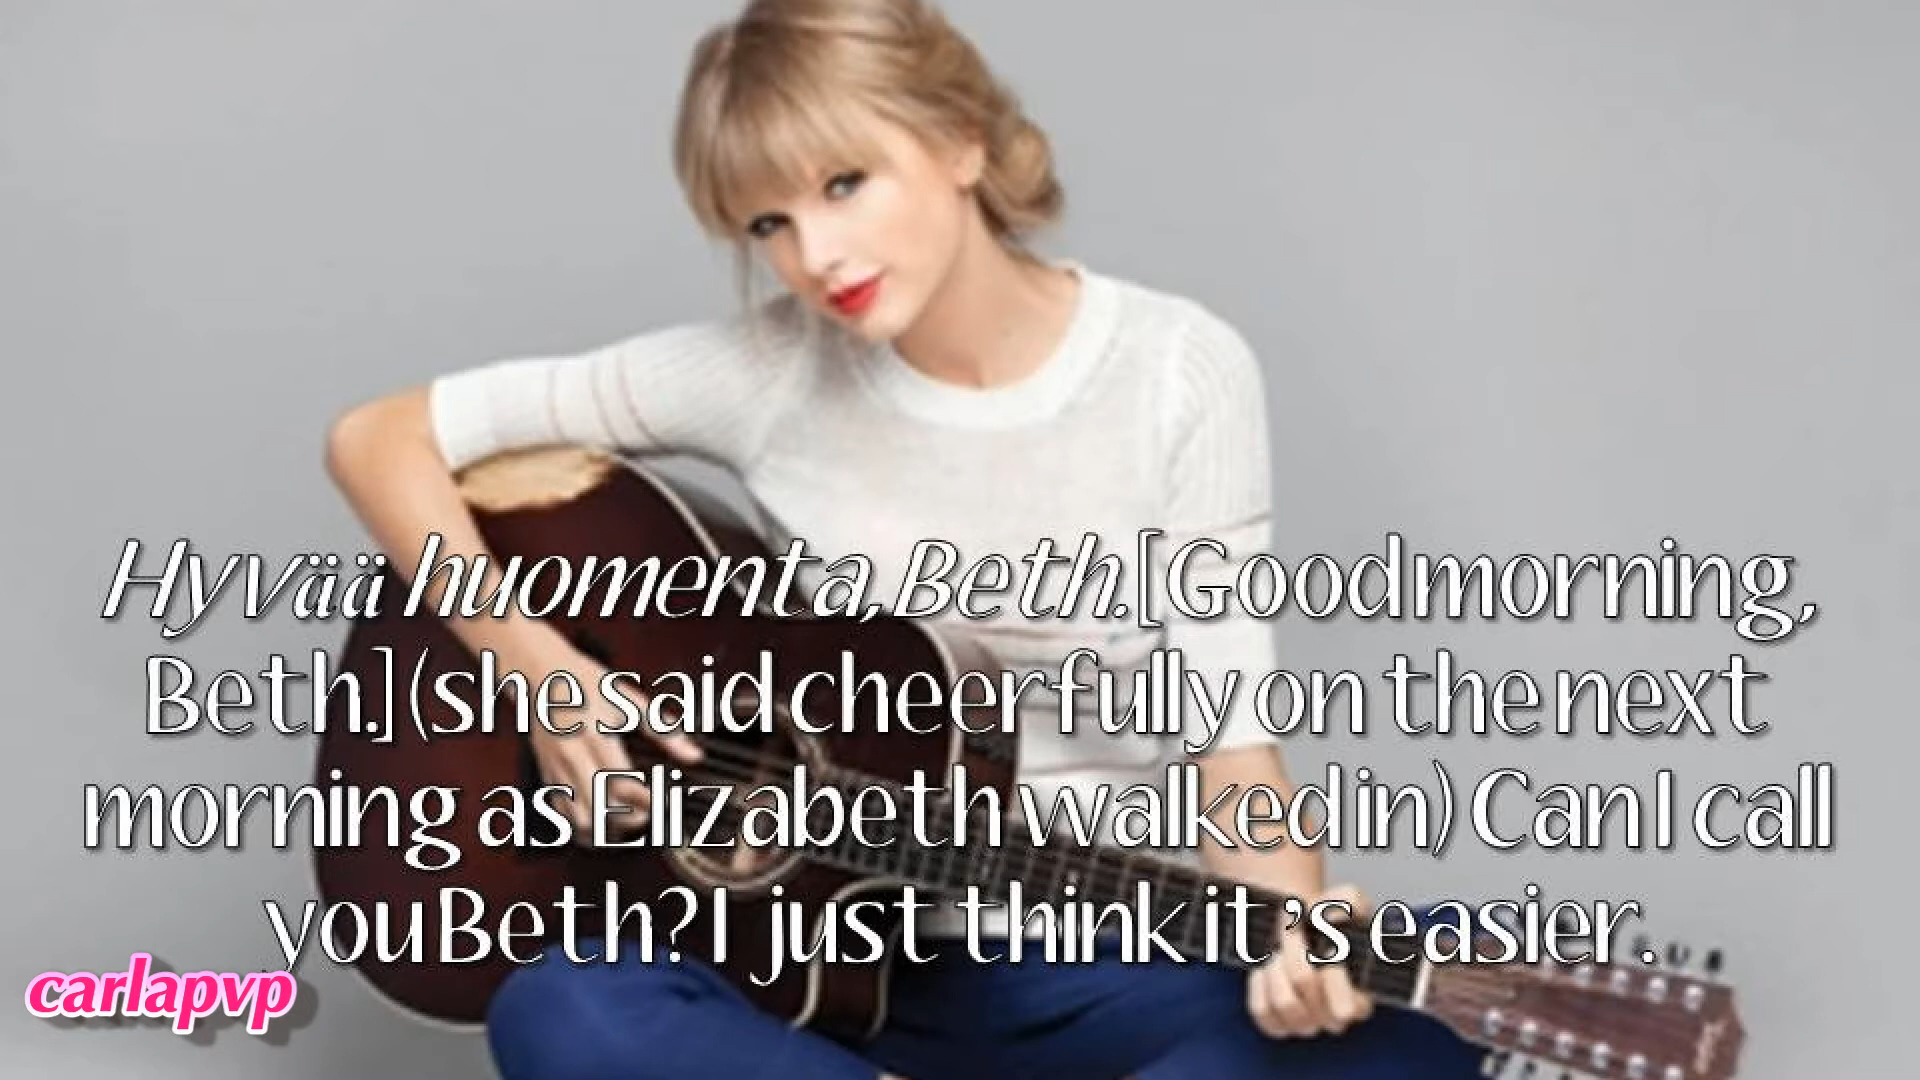 Hyvää huomenta, Beth. [Good morning,
Beth.] (she said cheerfully on the next
morning as Elizabeth walked in) Can I call
you Beth? I just think it's easier.
carlapvp